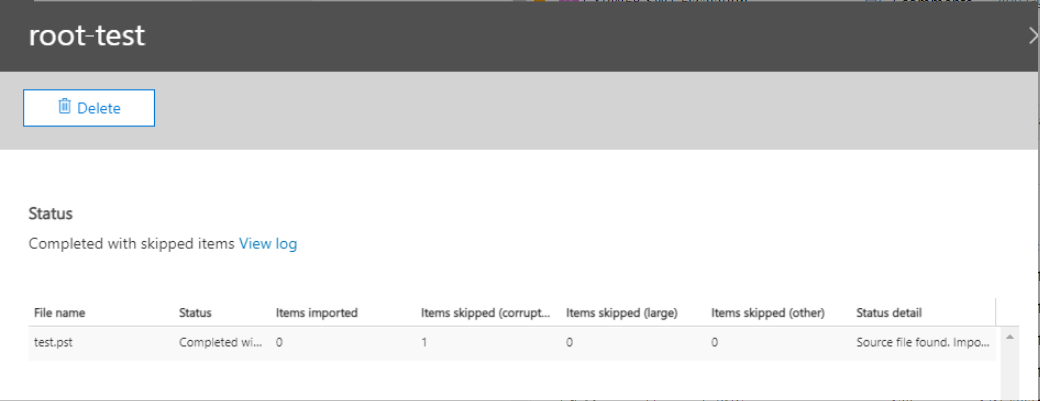 root-test
Delete
Status
Completed with skipped items View log
File name Status Items imported Items skipped (corrupt... Items skipped (large) Items skipped (other) Status detail
test.pst Completed wi... 0 1 0 0 Source file found. Impo...